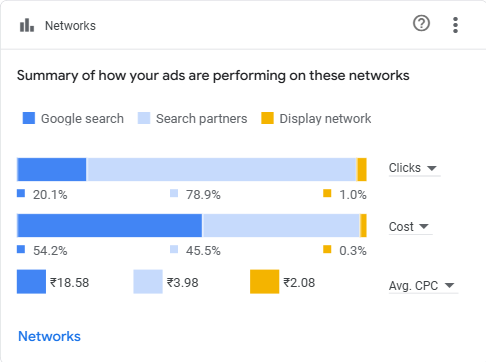 Networks
Summary of how your ads are performing on these networks
Google search Search partners Display network
Clicks
20.1% 78.9% 1.0%
Cost
54.2% 45.5% 0.3%
₹18.58 ₹3.98 ₹2.08 Avg. CPC
Networks